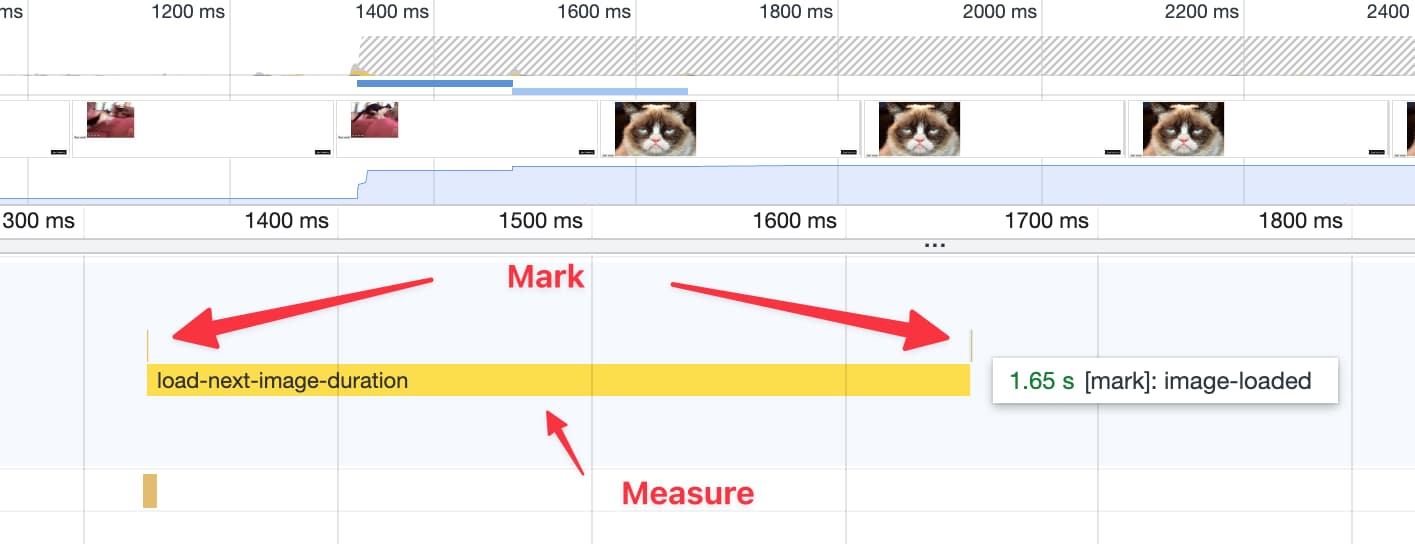 ms 1200 ms 1400 ms 1600 ms 1800 ms 2000 ms 2200 ms 2400
300 ms 1400 ms 1500 ms 1600 ms 1700 ms 1800 ms
...
Mark
load-next-image-duration
1.65 s [mark]: image-loaded
Measure